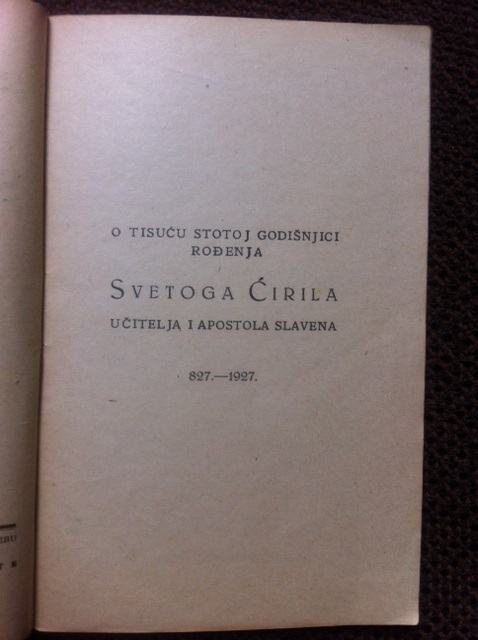 O TISUĆU STOTOJ GODIŠNJICI
ROĐENJA
SVETOGA ĆIRILA
UČITELJA I APOSTOLA SLAVENA
827.—1927.